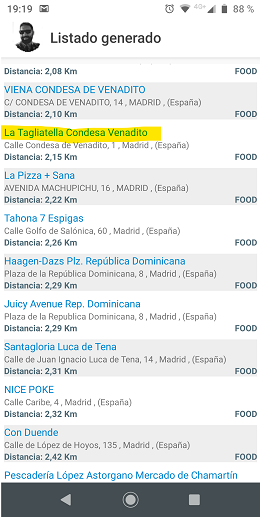 19:19 4G+ 88 %
Listado generado
Distancia: 2,08 Km FOOD
VIENA CONDESA DE VENADITO
C/ CONDESA DE VENADITO, 14 , MADRID , (España)
Distancia: 2,10 Km FOOD
La Tagliatella Condesa Venadito
Calle Condesa de Venadito, 1 , Madrid , (España)
Distancia: 2,15 Km FOOD
La Pizza + Sana
AVENIDA MACHUPICHU, 16 , MADRID , (España)
Distancia: 2,22 Km FOOD
Tahona 7 Espigas
Calle Golfo de Salónica, 60 , Madrid , (España)
Distancia: 2,26 Km FOOD
Haagen-Dazs Plz. República Dominicana
Plaza de la República Dominicana, 8 , Madrid , (España)
Distancia: 2,29 Km FOOD
Juicy Avenue Rep. Dominicana
Plaza de la República Dominicana, 8 , Madrid , (España)
Distancia: 2,29 Km FOOD
Santagloria Luca de Tena
Calle de Juan Ignacio Luca de Tena, 14 , Madrid , (España)
Distancia: 2,31 Km FOOD
NICE POKE
Calle Caribe, 4 , Madrid , (España)
Distancia: 2,32 Km FOOD
Con Duende
Calle de López de Hoyos, 135 , Madrid , (España)
Distancia: 2,42 Km FOOD
Pescadería López Astorgano Mercado de Chamartín